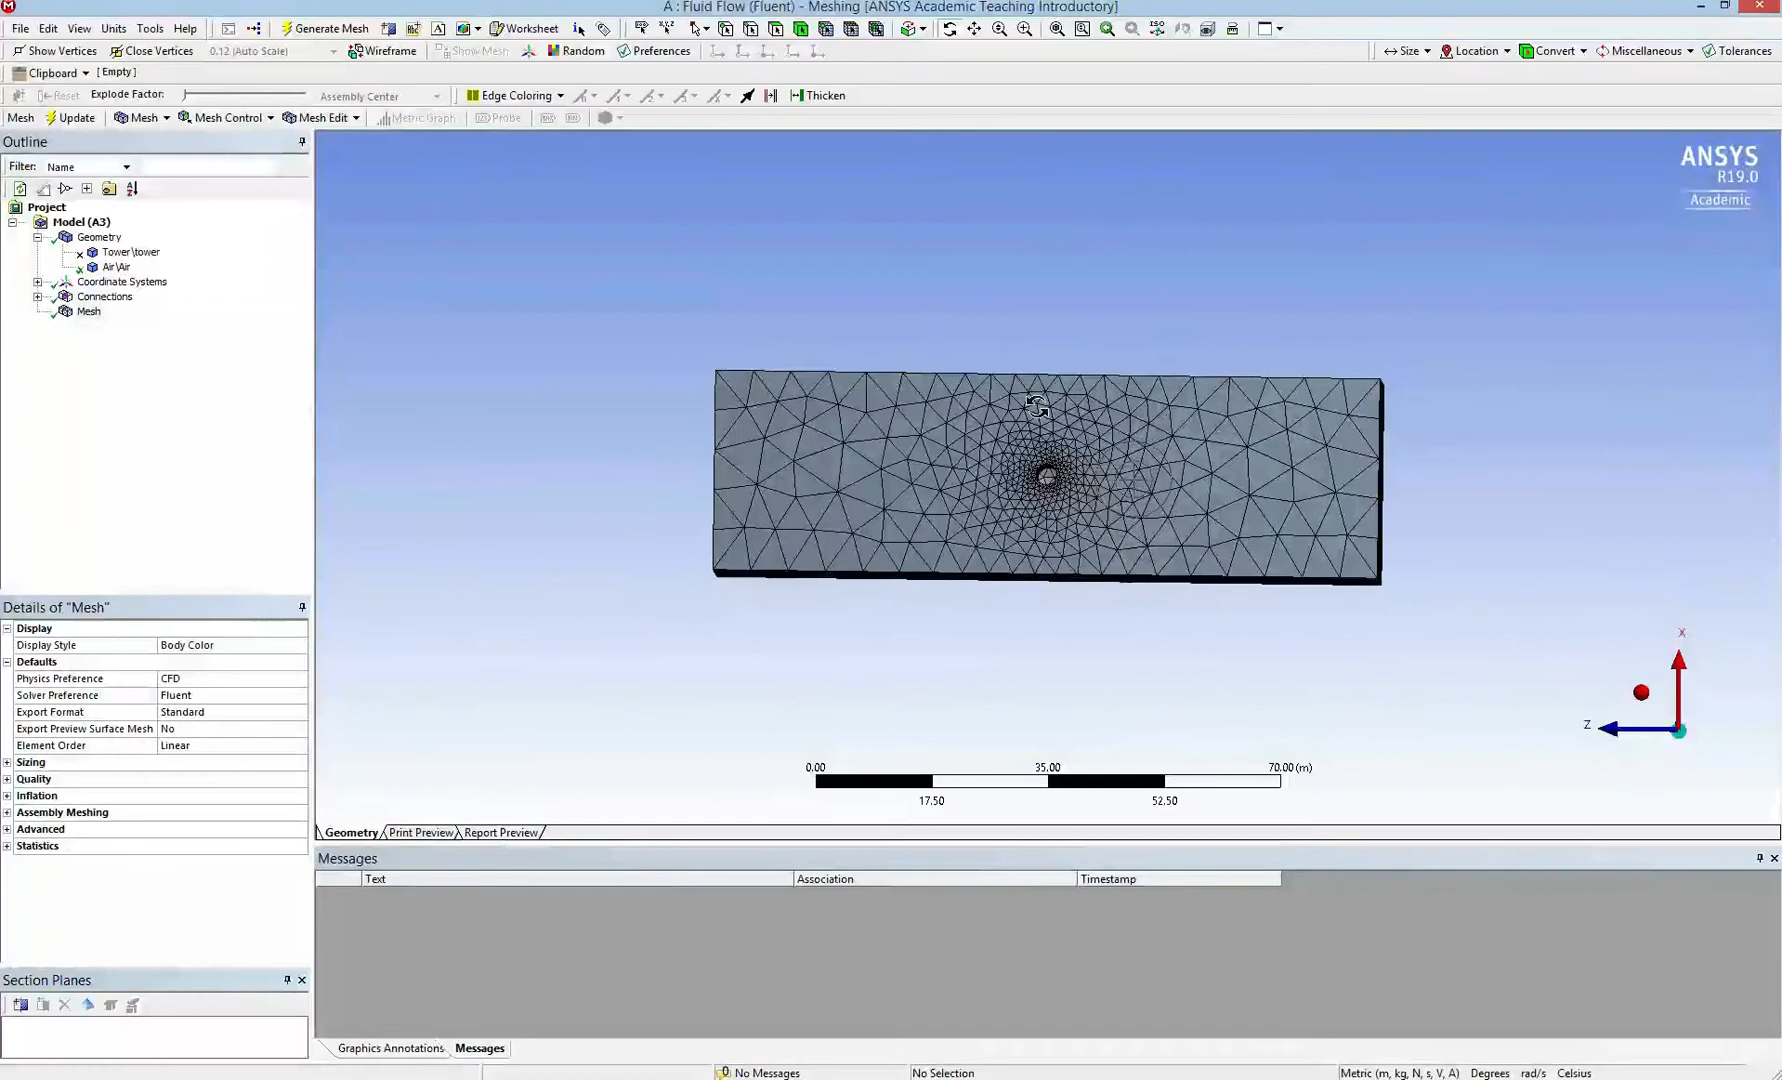 A : Fluid Flow (Fluent) - Meshing [ANSYS Academic Teaching Introductory]
File Edit View Units Tools Help Generate Mesh Worksheet
Show Vertices Close Vertices 0.12 (Auto Scale) Wireframe Show Mesh Random Preferences Size Location Convert Miscellaneous Tolerances
Clipboard [Empty]
Reset Explode Factor: Assembly Center Edge Coloring Thicken
Mesh Update Mesh Mesh Control Mesh Edit Metric Graph Probe
Outline
Filter: Name
Project
Model (A3)
Geometry
Tower\tower
Air\Air
Coordinate Systems
Connections
Mesh
ANSYS
R19.0
Academic
Details of "Mesh"
Display
Display Style Body Color
Defaults
Physics Preference CFD
Solver Preference Fluent
Export Format Standard
Export Preview Surface Mesh No
Element Order Linear
Sizing
Quality
Inflation
Assembly Meshing
Advanced
Statistics
X
Z
0.00 35.00 70.00 (m)
17.50 52.50
Geometry Print Preview Report Preview
Messages
Text Association Timestamp
Section Planes
Graphics Annotations Messages
No Messages No Selection Metric (m, kg, N, s, V, A) Degrees rad/s Celsius